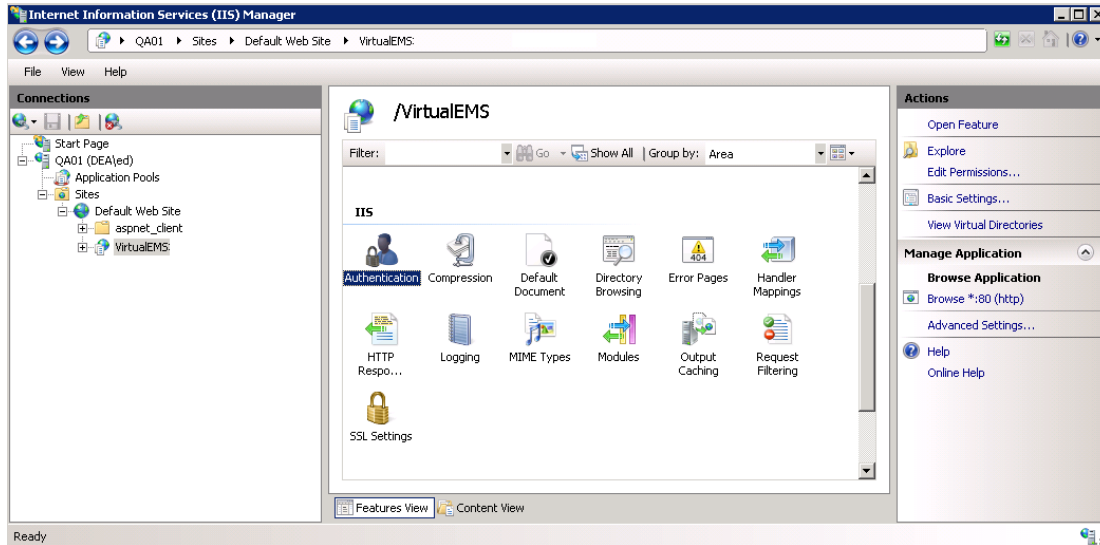 Internet Information Services (IIS) Manager
QA01 Sites Default Web Site VirtualEMS:
File View Help
Connections
Start Page
QA01 (DEA\ed)
Application Pools
Sites
Default Web Site
aspnet_client
VirtualEMS:
/VirtualEMS
Filter: Go Show All Group by: Area
IIS
Authentication Compression Default Document Directory Browsing Error Pages Handler Mappings
404
HTTP Respo... Logging MIME Types Modules Output Caching Request Filtering
SSL Settings
Features View Content View
Actions
Open Feature
Explore
Edit Permissions...
Basic Settings...
View Virtual Directories
Manage Application
Browse Application
Browse *:80 (http)
Advanced Settings...
Help
Online Help
Ready